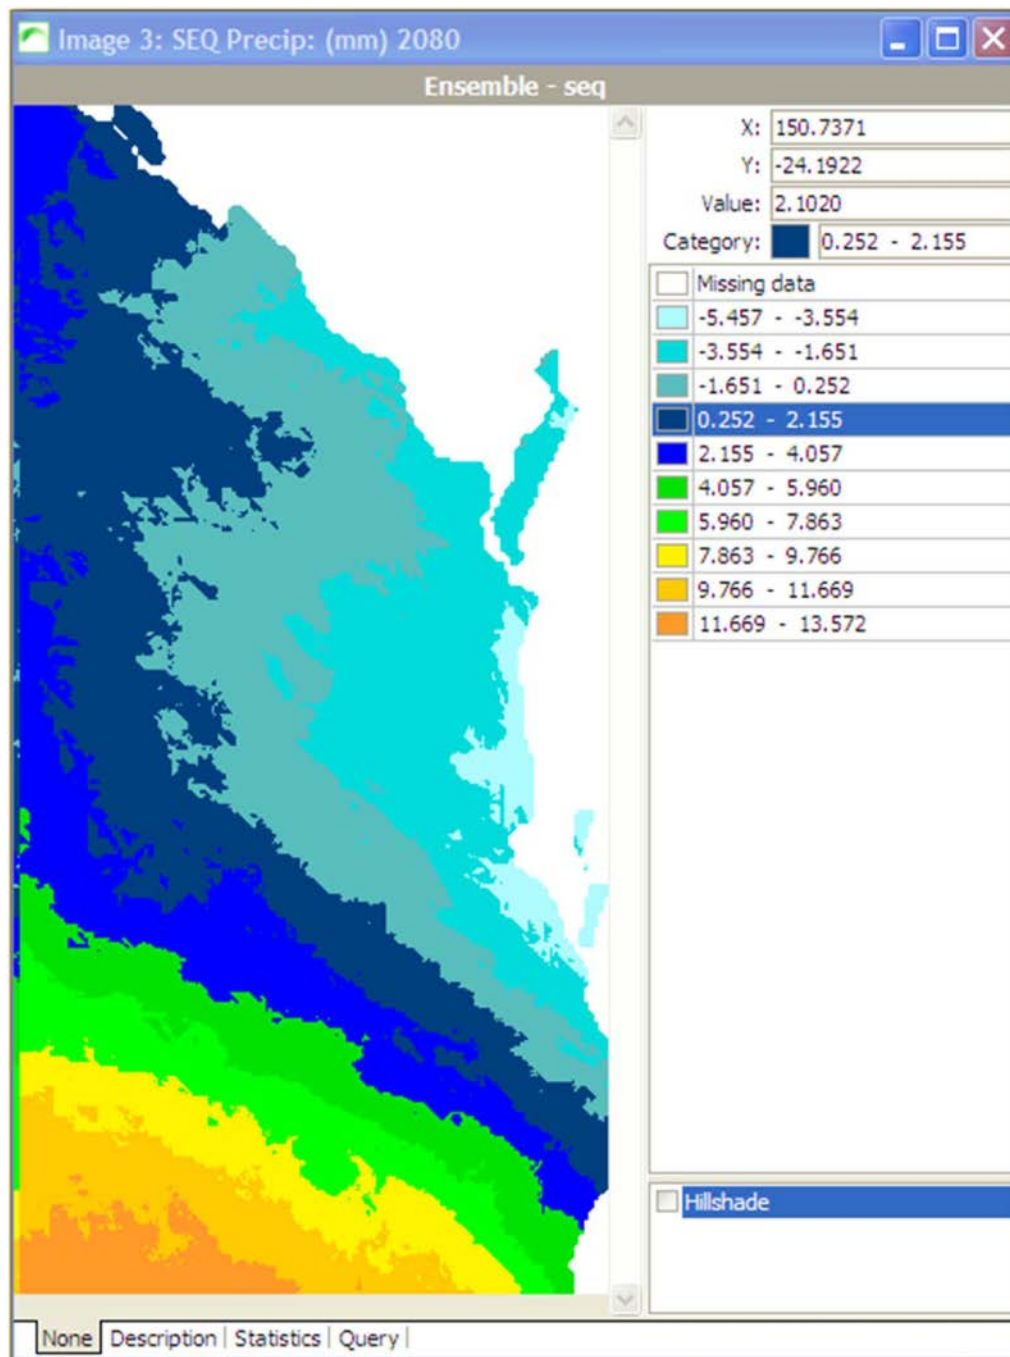 Image 3: SEQ Precip: (mm) 2080
Ensemble - seq
X: 150.7371
Y: -24.1922
Value: 2.1020
Category: 0.252 - 2.155
Missing data
-5.457 - -3.554
-3.554 - -1.651
-1.651 - 0.252
0.252 - 2.155
2.155 - 4.057
4.057 - 5.960
5.960 - 7.863
7.863 - 9.766
9.766 - 11.669
11.669 - 13.572
Hillshade
None Description Statistics Query